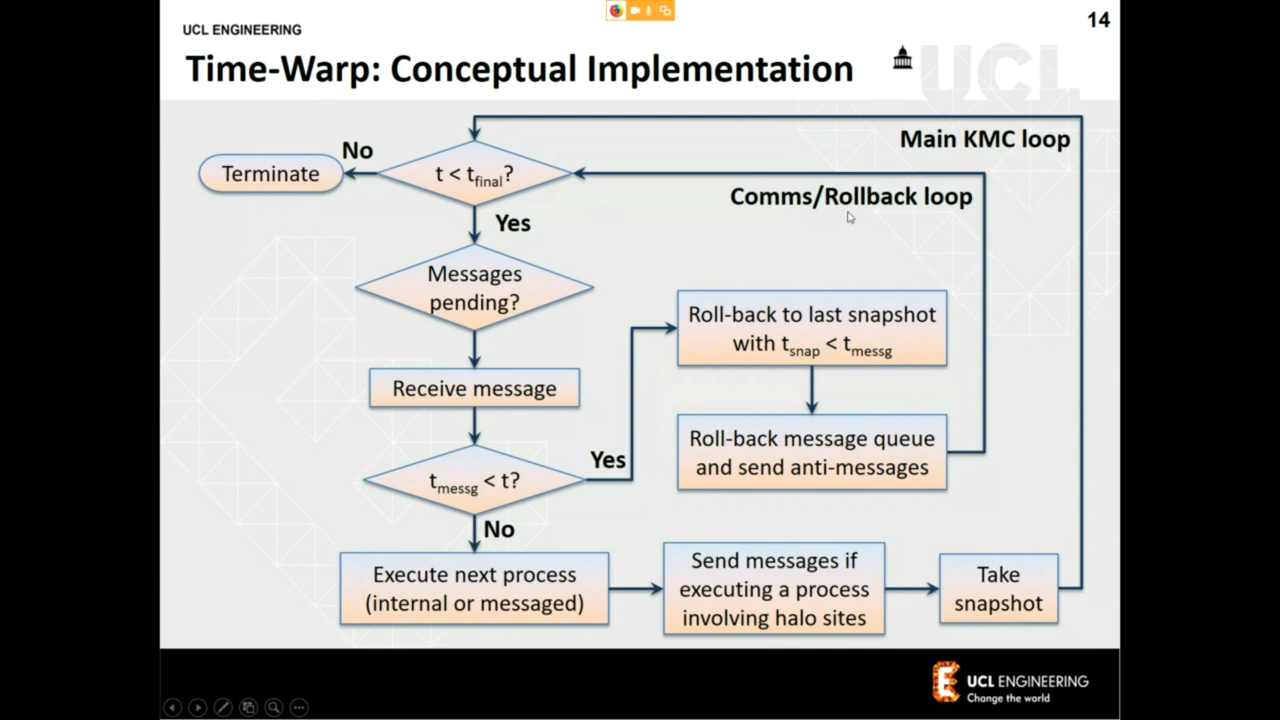 14
UCL ENGINEERING
Time-Warp: Conceptual Implementation
UCL
Main KMC loop
No
Terminate
t < tfinal?
Comms/Rollback loop
Yes
Messages
pending?
Roll-back to last snapshot
with tsnap < tmessg
Receive message
Roll-back message queue
and send anti-messages
Yes
tmessg < t?
No
Execute next process
(internal or messaged)
Send messages if
executing a process
involving halo sites
Take
snapshot
UCL ENGINEERING
Change the world